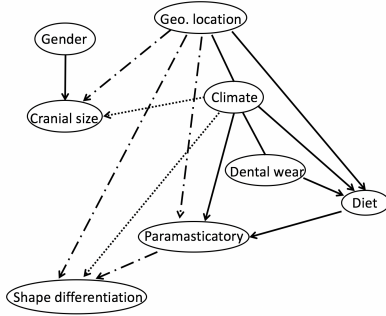 Geo. location
Gender
Climate
Cranial size
Dental wear
Diet
Paramasticatory
Shape differentiation